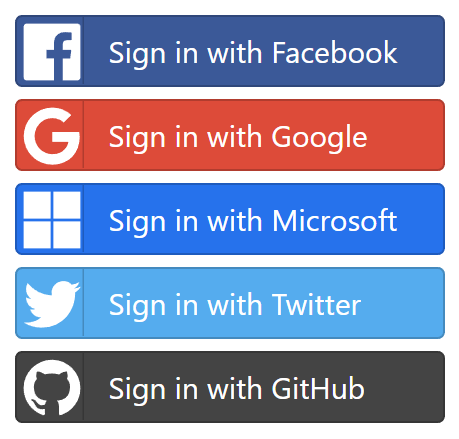 Sign in with Facebook
Sign in with Google
Sign in with Microsoft
Sign in with Twitter
Sign in with GitHub